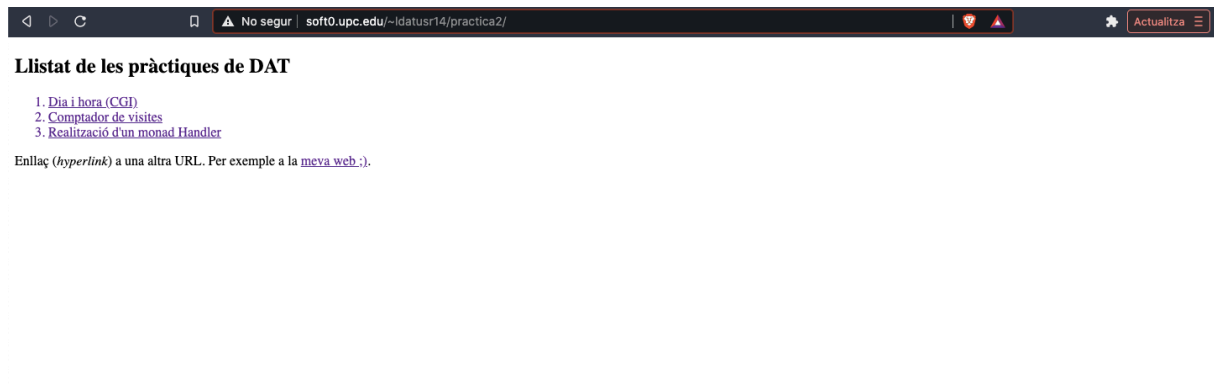 No segur | soft0.upc.edu/~ldatusr14/practica2/
Actualitza
Llistat de les pràctiques de DAT
1. Dia i hora (CGI)
2. Comptador de visites
3. Realització d'un monad Handler
Enllaç (hyperlink) a una altra URL. Per exemple a la meva web ;).